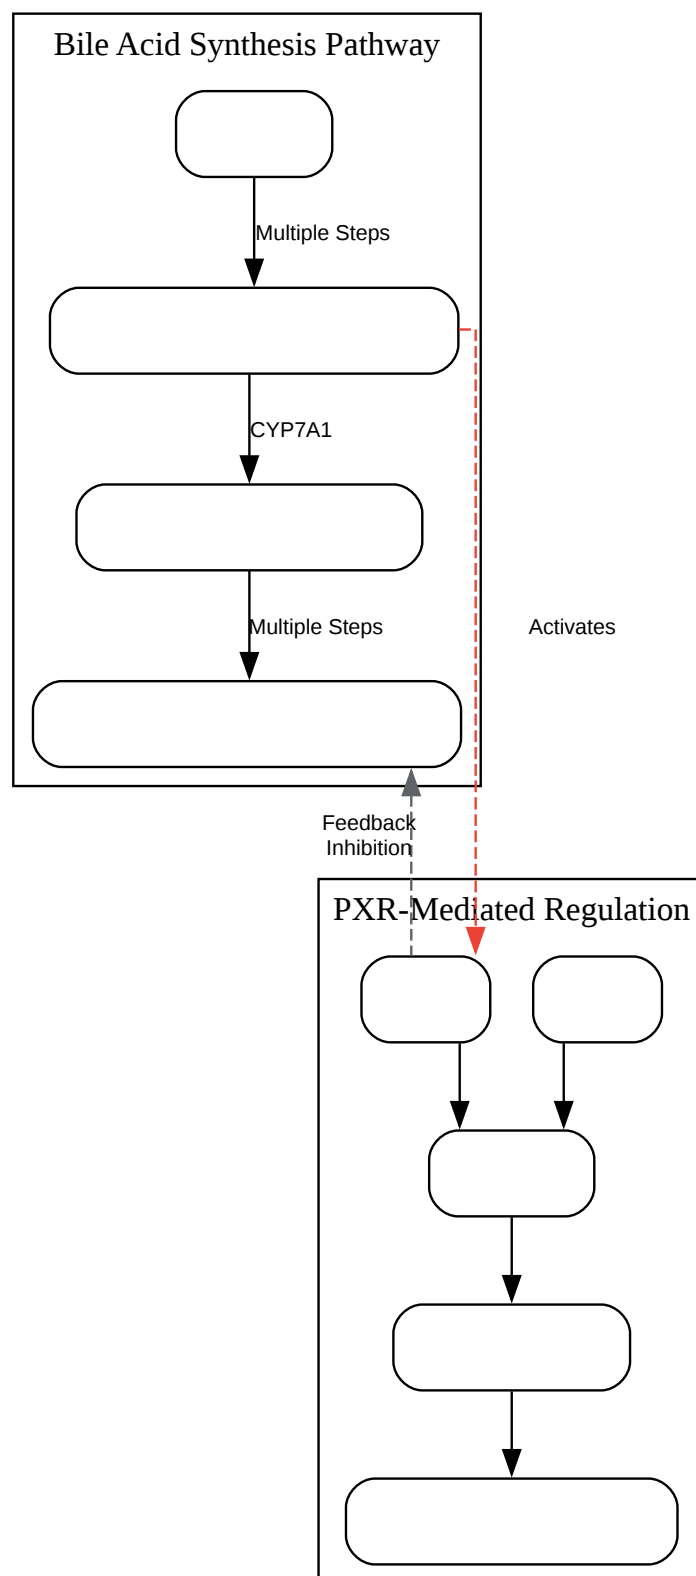 Bile Acid Synthesis Pathway
Multiple Steps
CYP7A1
Multiple Steps
Activates
Feedback
Inhibition
PXR-Mediated Regulation